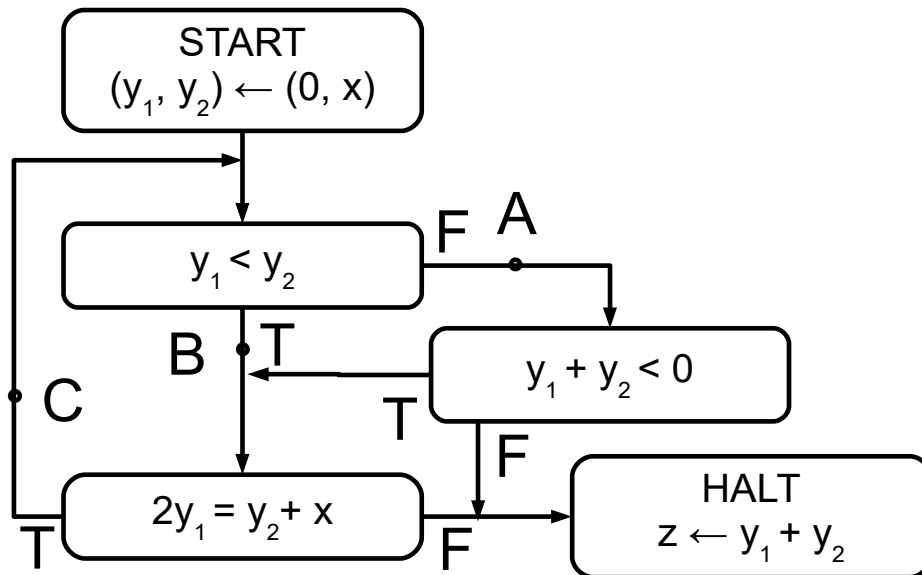 START
(y₁, y₂) ← (0, x)
F
A
y₁ < y₂
B
T
y₁ + y₂ < 0
C
T
F
2y₁ = y₂ + x
T
F
HALT
z ← y₁ + y₂